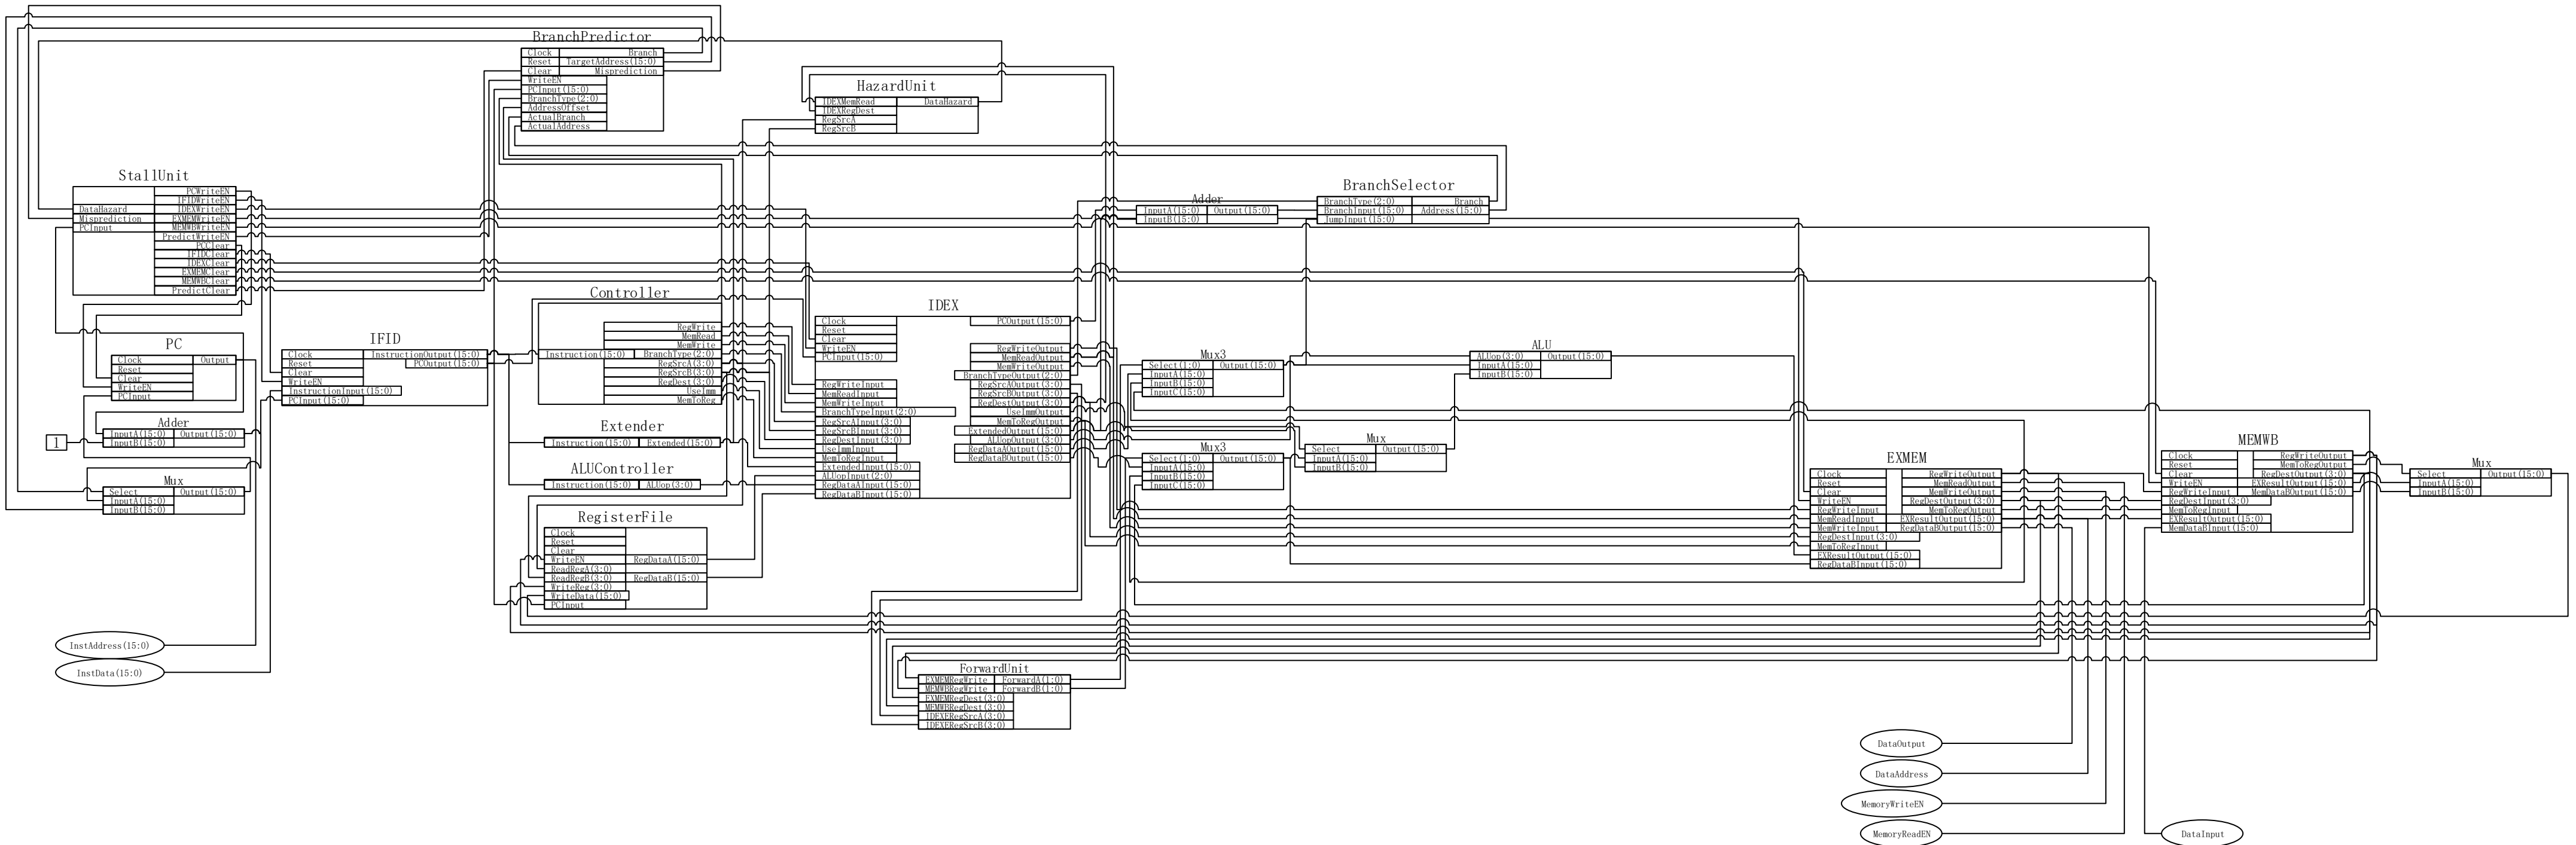 BranchPredictor
Clock Branch
Reset TargetAddress(15:0)
Clear Misprediction
WriteEN
PCInput(15:0)
BranchType(2:0)
AddressOffset
ActualBranch
ActualAddress
HazardUnit
IDEXMemRead DataHazard
IDEXRegDest
RegSrcA
RegSrcB
StallUnit
PCWriteEN
IFIDWriteEN
DataHazard IDEXWriteEN
Misprediction EXMEMWriteEN
PCInput MEMWBWriteEN
PredictWriteEN
PCClear
IFIDClear
IDEXClear
EXMEMClear
MEMWBClear
PredictClear
Adder
InputA(15:0) Output(15:0)
InputB(15:0)
BranchSelector
BranchType(2:0) Branch
BranchInput(15:0) Address(15:0)
JumpInput(15:0)
PC
Clock Output
Reset
Clear
WriteEN
PCInput
IFID
Clock InstructionOutput(15:0)
Reset PCOutput(15:0)
Clear
WriteEN
InstructionInput(15:0)
PCInput(15:0)
Adder
1
InputA(15:0) Output(15:0)
InputB(15:0)
Mux
Select Output(15:0)
InputA(15:0)
InputB(15:0)
Controller
RegWrite
MemRead
MemWrite
Instruction(15:0) BranchType(2:0)
RegSrcA(3:0)
RegSrcB(3:0)
RegDest(3:0)
UseImm
MemToReg
Extender
Instruction(15:0) Extended(15:0)
ALUController
Instruction(15:0) ALUop(3:0)
RegisterFile
Clock
Reset
Clear
WriteEN RegDataA(15:0)
ReadRegA(3:0)
ReadRegB(3:0) RegDataB(15:0)
WriteReg(3:0)
WriteData(15:0)
PCInput
IDEX
Clock PCOutput(15:0)
Reset
Clear
WriteEN RegWriteOutput
PCInput(15:0) MemReadOutput
MemWriteOutput
BranchTypeOutput(2:0)
RegWriteInput RegSrcAOutput(3:0)
MemReadInput RegSrcBOutput(3:0)
MemWriteInput RegDestOutput(3:0)
BranchTypeInput(2:0) UseImmOutput
RegSrcAInput(3:0) MemToRegOutput
RegSrcBInput(3:0) ExtendedOutput(15:0)
RegDestInput(3:0) ALUopOutput(3:0)
UseImmInput RegDataAOutput(15:0)
MemToRegInput RegDataBOutput(15:0)
ExtendedInput(15:0)
ALUopInput(2:0)
RegDataAInput(15:0)
RegDataBInput(15:0)
Mux3
Select(1:0) Output(15:0)
InputA(15:0)
InputB(15:0)
InputC(15:0)
Mux3
Select(1:0) Output(15:0)
InputA(15:0)
InputB(15:0)
InputC(15:0)
Mux
Select Output(15:0)
InputA(15:0)
InputB(15:0)
ALU
ALUop(3:0) Output(15:0)
InputA(15:0)
InputB(15:0)
EXMEM
Clock RegWriteOutput
Reset MemReadOutput
Clear MemWriteOutput
WriteEN RegDestOutput(3:0)
RegWriteInput MemToRegOutput
MemReadInput EXResultOutput(15:0)
MemWriteInput RegDataBOutput(15:0)
RegDestInput(3:0)
MemToRegInput
EXResultOutput(15:0)
RegDataBInput(15:0)
MEMWB
Clock RegWriteOutput
Reset MemToRegOutput
Clear RegDestOutput(3:0)
WriteEN EXResultOutput(15:0)
RegWriteInput MemDataBOutput(15:0)
RegDestInput(3:0)
MemToRegInput
EXResultOutput(15:0)
MemDataBInput(15:0)
Mux
Select Output(15:0)
InputA(15:0)
InputB(15:0)
InstAddress(15:0)
InstData(15:0)
ForwardUnit
EXMEMRegWrite ForwardA(1:0)
MEMWBRegWrite ForwardB(1:0)
EXMEMRegDest(3:0)
MEMWBRegDest(3:0)
IDEXERegSrcA(3:0)
IDEXERegSrcB(3:0)
DataOutput
DataAddress
MemoryWriteEN
MemoryReadEN
DataInput